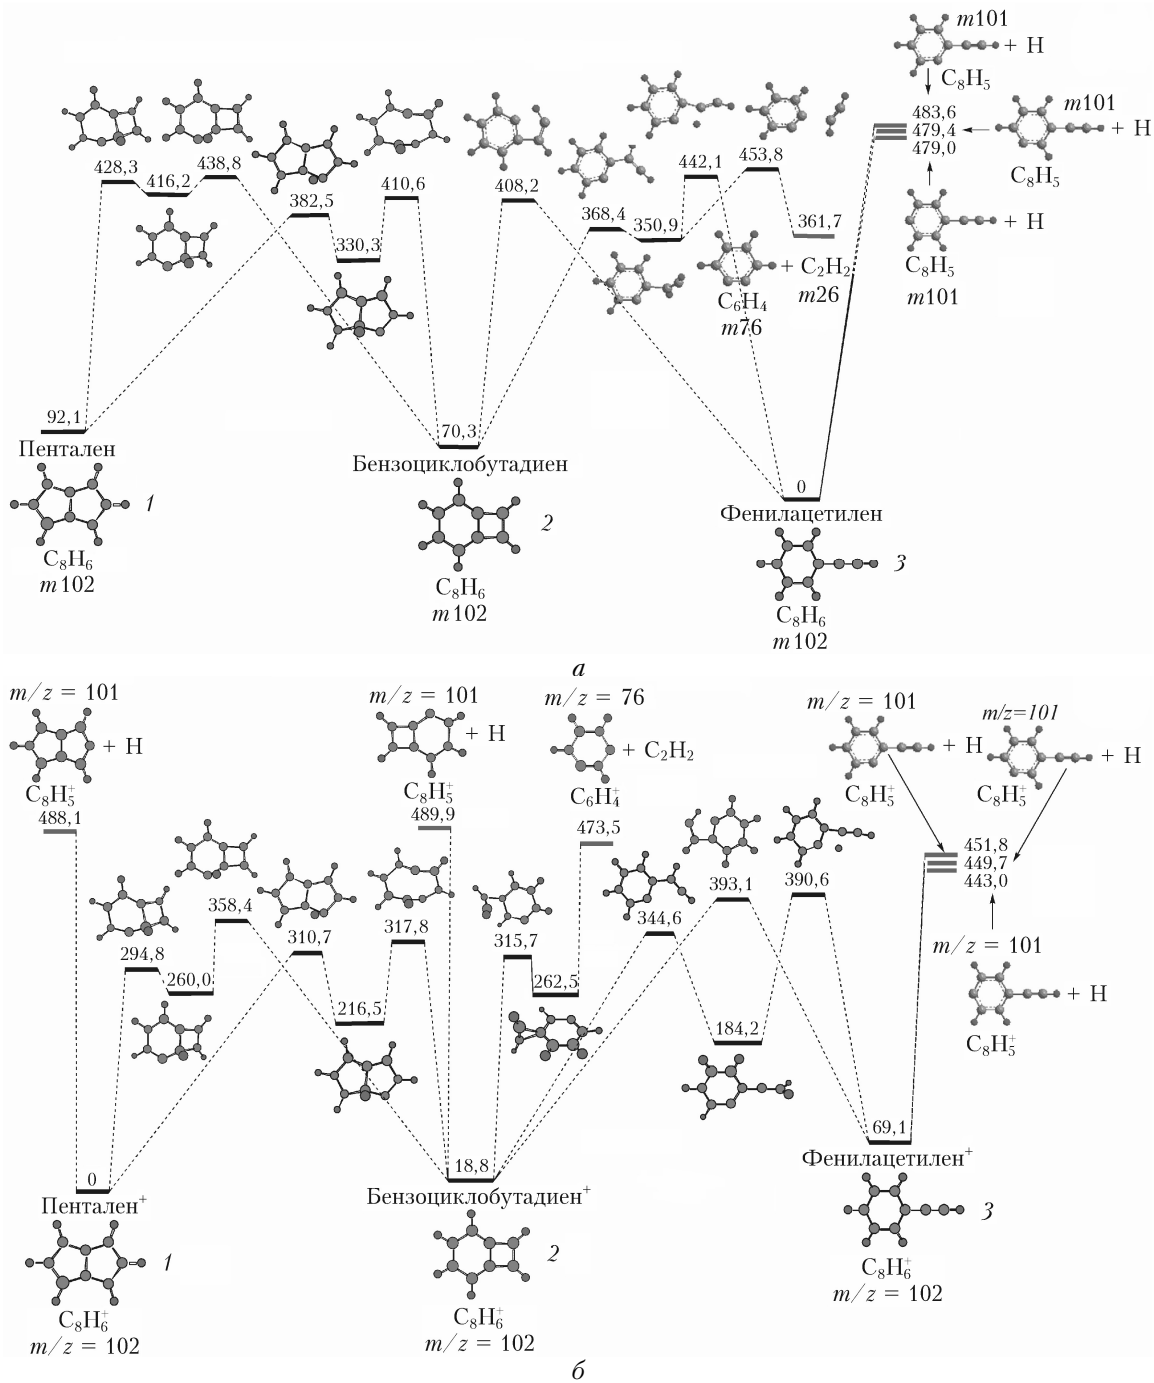 m101
+ H
C₈H₅
483,6
479,4
479,0
m101
+ H
C₈H₅
+ H
C₈H₅
m101
428,3
416,2
438,8
382,5
330,3
410,6
408,2
368,4
350,9
442,1
453,8
361,7
+ C₂H₂
m26
C₆H₄
m76
92,1
Пентален
1
C₈H₆
m102
70,3
Бензоциклобутадиен
2
C₈H₆
m102
0
Фенилацетилен
3
C₈H₆
m102
а
m/z = 101
+ H
C₈H₅⁺
488,1
m/z = 101
+ H
C₈H₅⁺
489,9
m/z = 76
+ C₂H₂
C₆H₄⁺
473,5
m/z = 101
+ H
C₈H₅⁺
m/z=101
+ H
C₈H₅⁺
451,8
449,7
443,0
m/z = 101
+ H
C₈H₅⁺
294,8
260,0
358,4
310,7
216,5
317,8
315,7
262,5
344,6
393,1
390,6
184,2
0
Пентален⁺
1
C₈H₆⁺
m/z = 102
18,8
Бензоциклобутадиен⁺
2
C₈H₆⁺
m/z = 102
69,1
Фенилацетилен⁺
3
C₈H₆⁺
m/z = 102
б